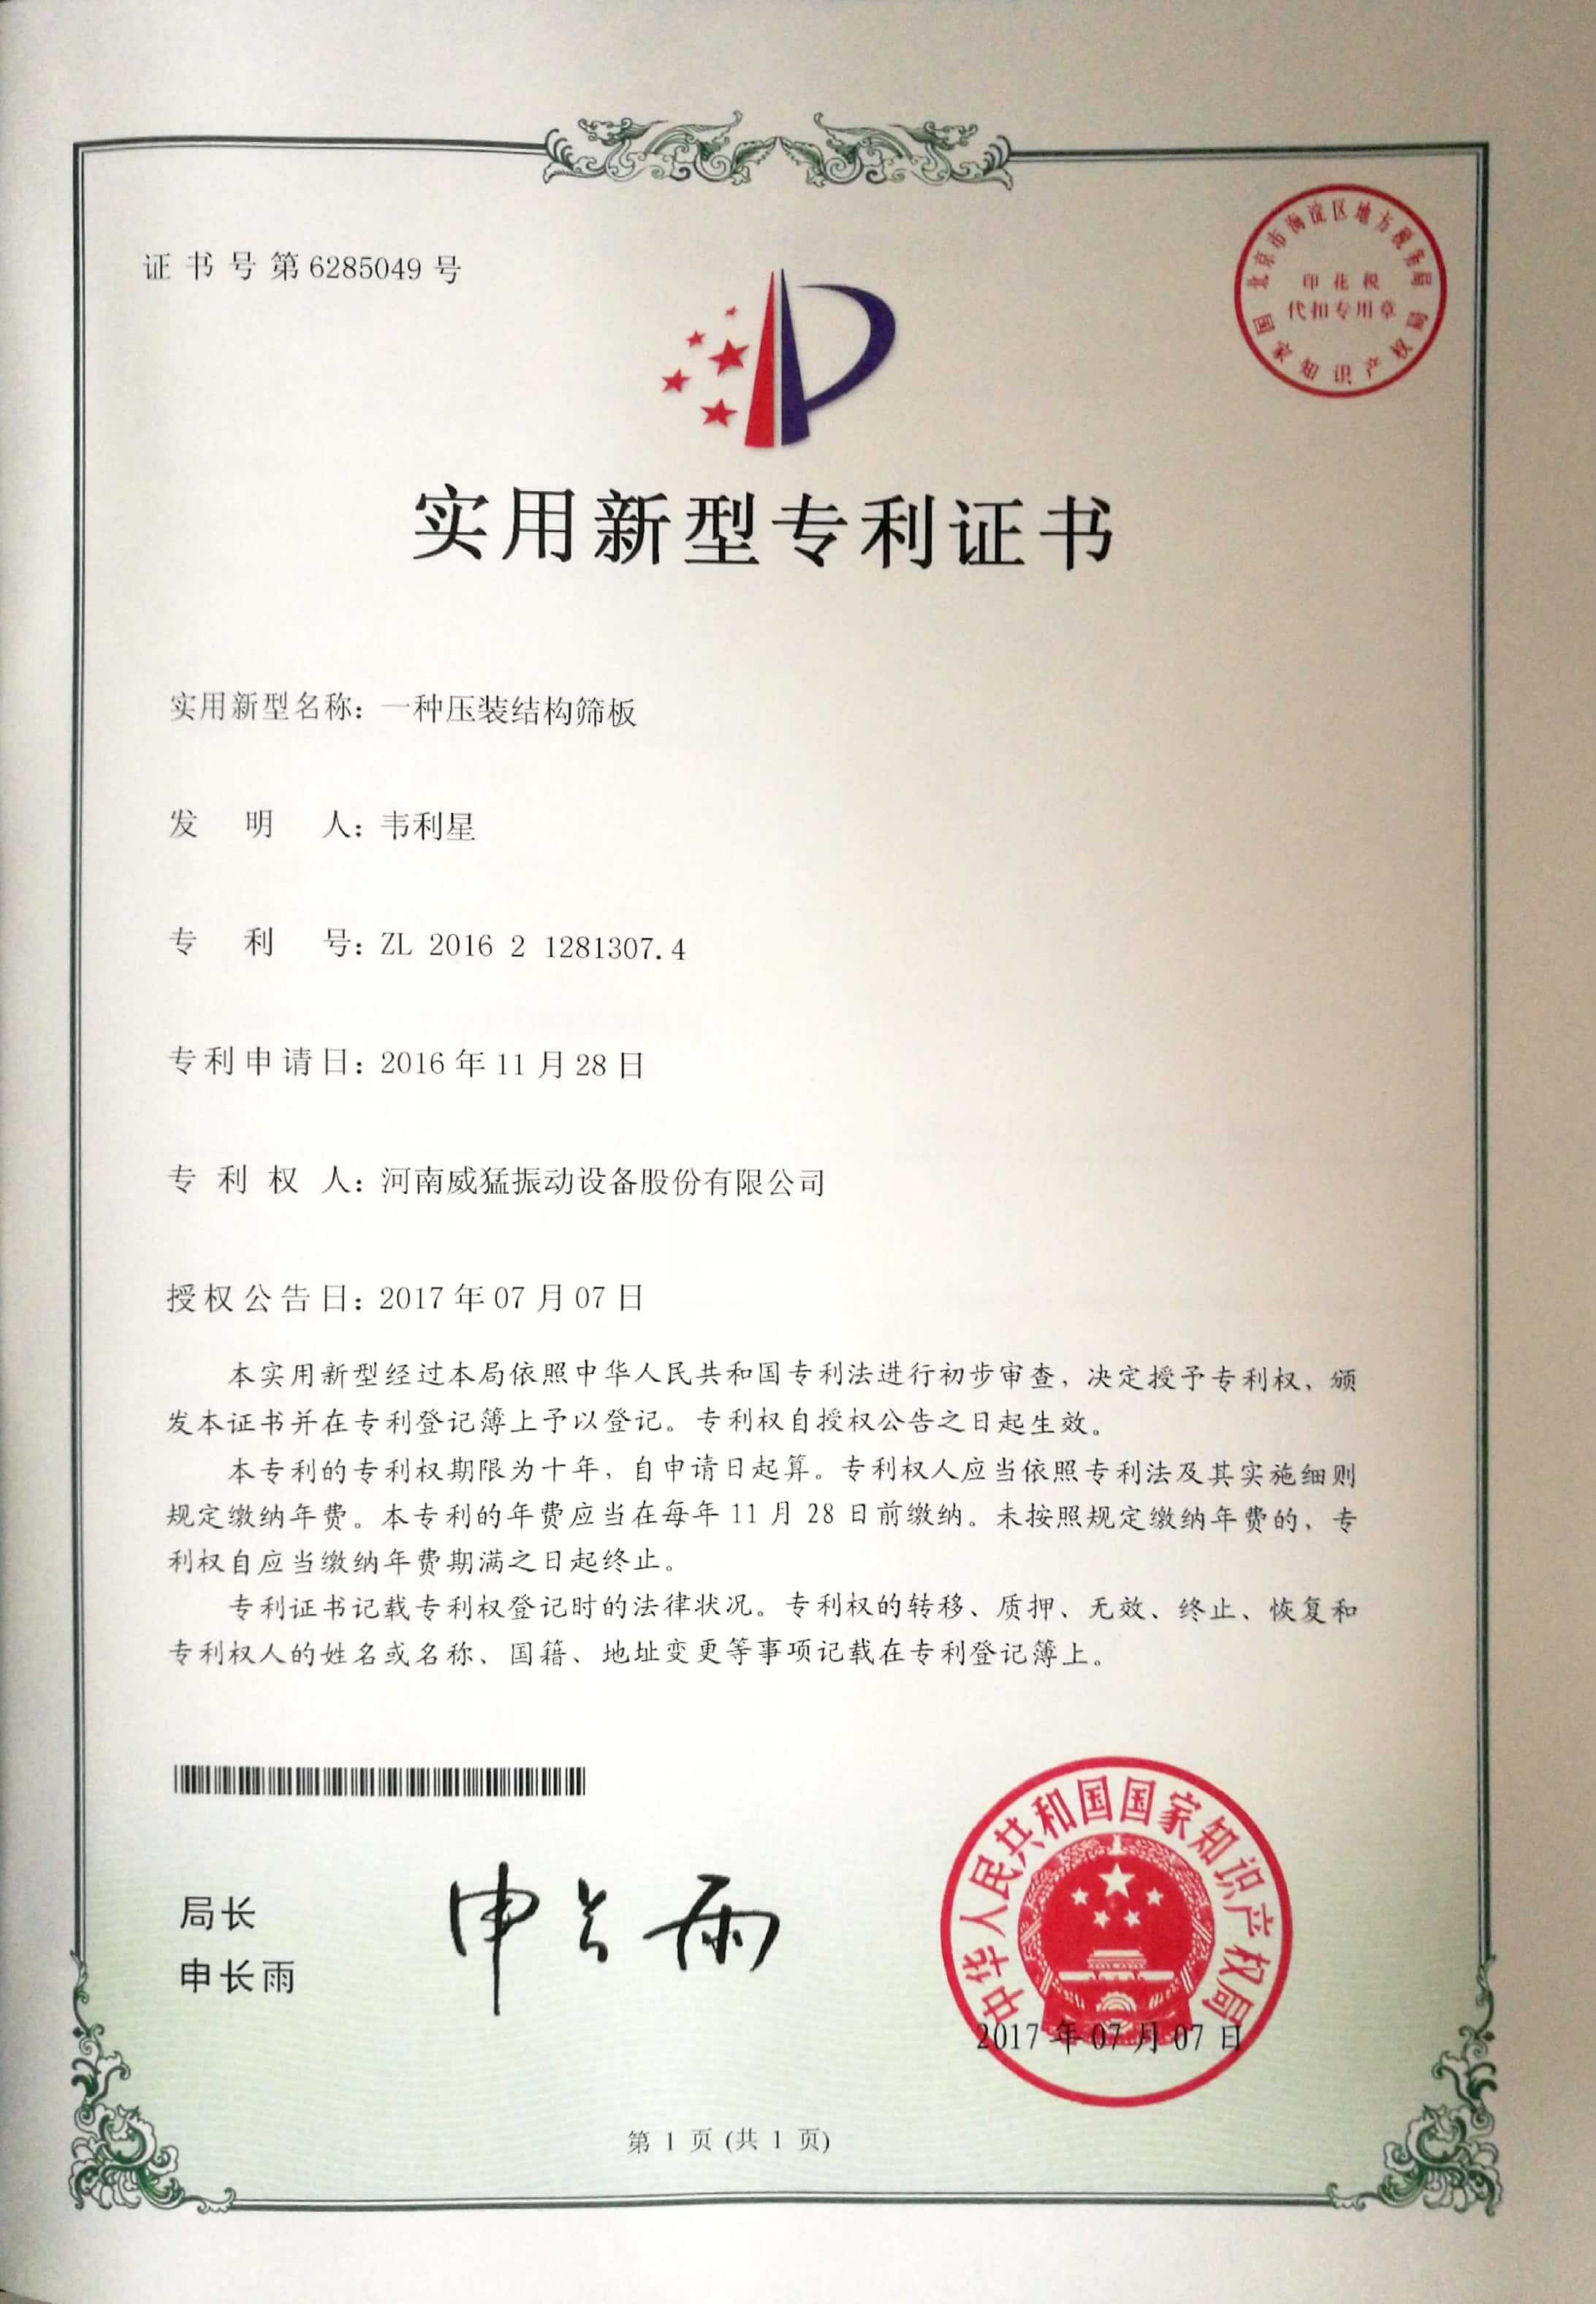 证书号第6285049号
北京市海淀区地方税务局
印花税
代扣专用章
国家知识产权局
实用新型专利证书
实用新型名称：一种压装结构筛板
发明人：韦利星
专利号：ZL 2016 2 1281307.4
专利申请日：2016年11月28日
专利权人：河南威猛振动设备股份有限公司
授权公告日：2017年07月07日
本实用新型经过本局依照中华人民共和国专利法进行初步审查，决定授予专利权，颁
发本证书并在专利登记簿上予以登记。专利权自授权公告之日起生效。
本专利的专利权期限为十年，自申请日起算。专利权人应当依照专利法及其实施细则
规定缴纳年费。本专利的年费应当在每年11月28日前缴纳。未按照规定缴纳年费的，专
利权自应当缴纳年费期满之日起终止。
专利证书记载专利权登记时的法律状况。专利权的转移、质押、无效、终止、恢复和
专利权人的姓名或名称、国籍、地址变更等事项记载在专利登记簿上。
局长
申长雨
申长雨
中华人民共和国国家知识产权局
2017年07月07日
第1页(共1页)